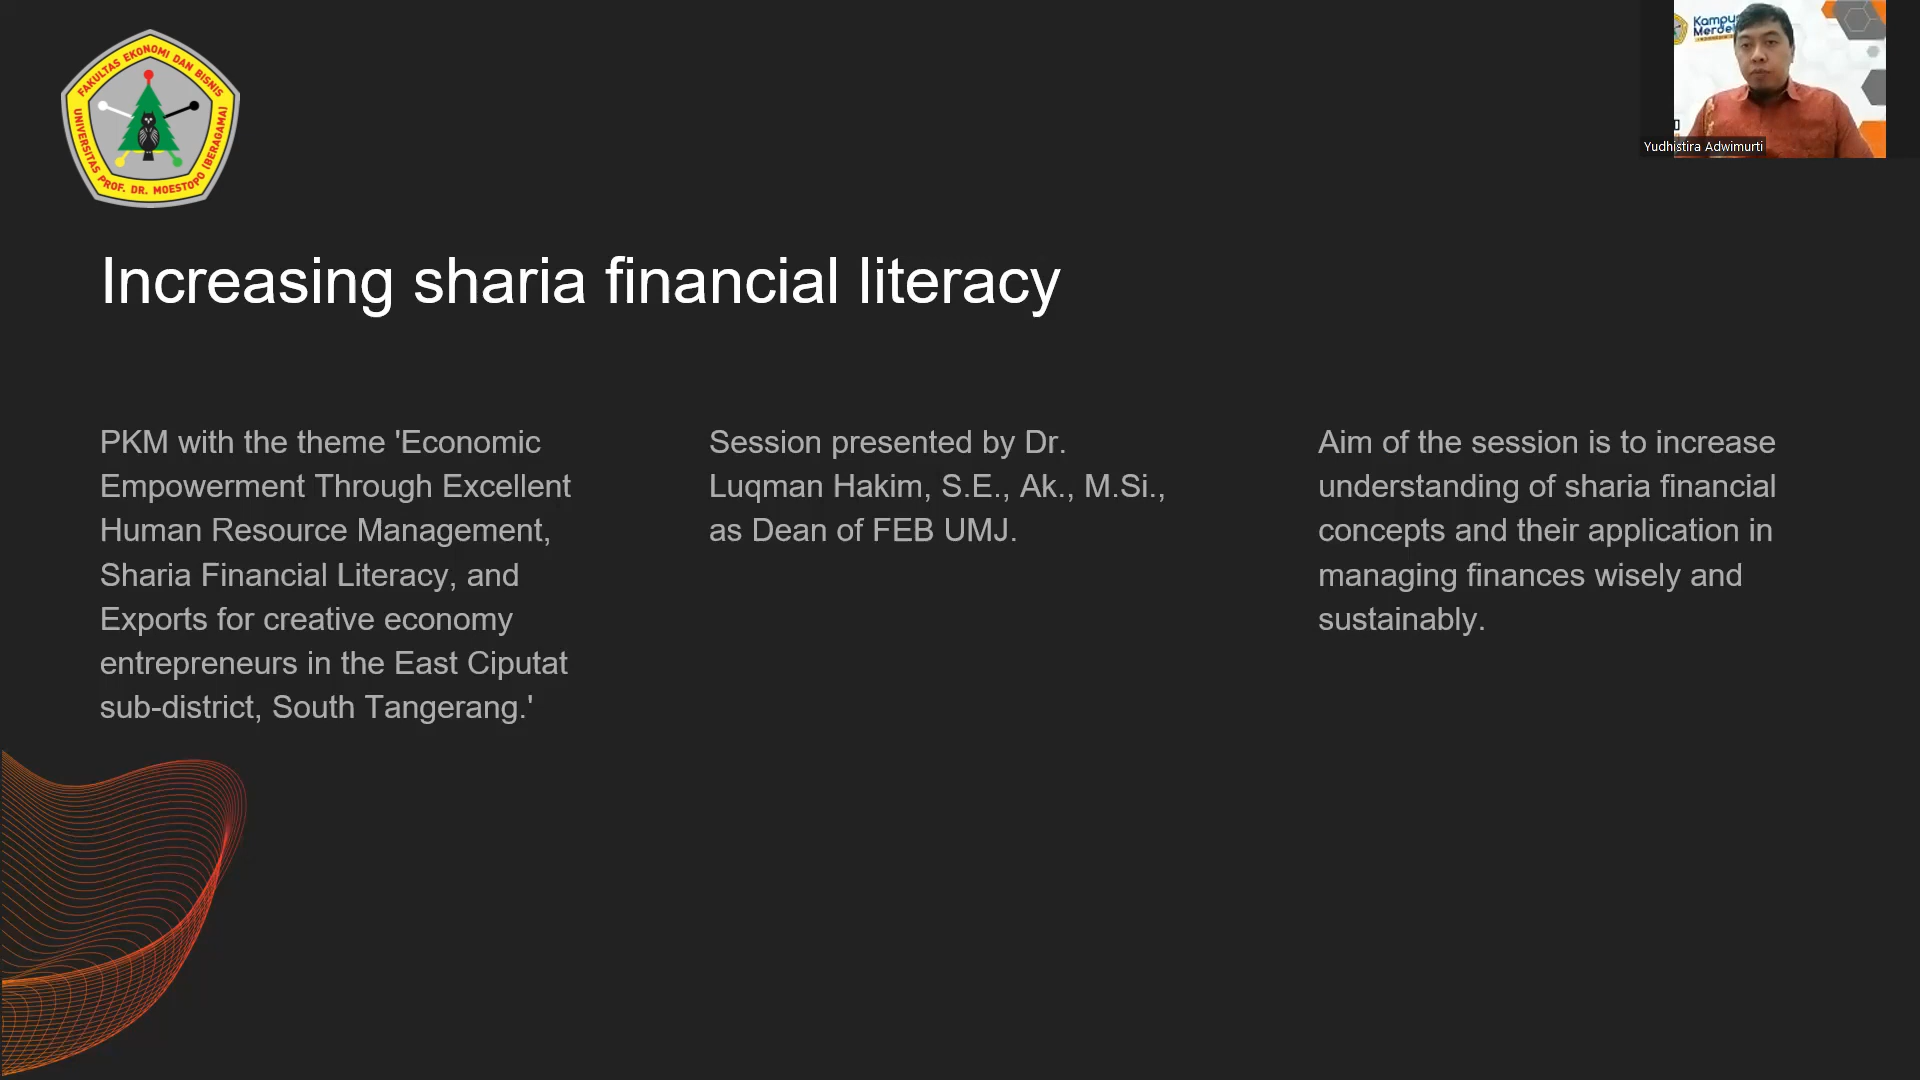 FAKULTAS EKONOMI DAN BISNIS
UNIVERSITAS PROF. DR. MOESTOPO (BERAGAMA)
Yudhistira Adwimurti
Increasing sharia financial literacy
PKM with the theme 'Economic
Empowerment Through Excellent
Human Resource Management,
Sharia Financial Literacy, and
Exports for creative economy
entrepreneurs in the East Ciputat
sub-district, South Tangerang.'
Session presented by Dr.
Luqman Hakim, S.E., Ak., M.Si.,
as Dean of FEB UMJ.
Aim of the session is to increase
understanding of sharia financial
concepts and their application in
managing finances wisely and
sustainably.